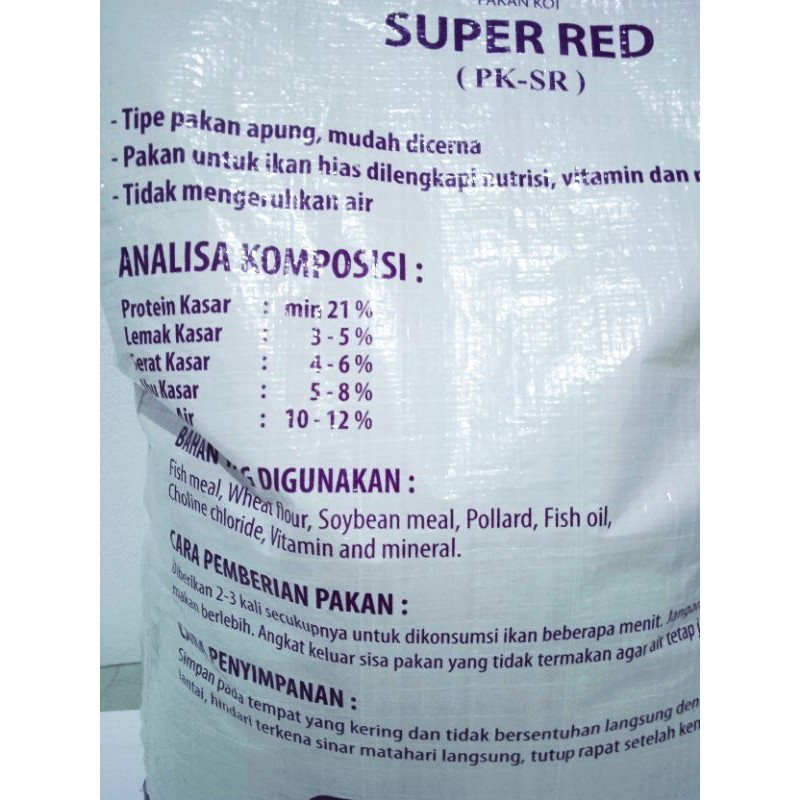 PAKAN KOI
SUPER RED
( PK-SR )
- Tipe pakan apung, mudah dicerna
- Pakan untuk ikan hias dilengkapi nutrisi, vitamin dan
- Tidak mengeruhkan air
ANALISA KOMPOSISI :
Protein Kasar : min 21 %
Lemak Kasar : 3 - 5 %
Serat Kasar : 4 - 6 %
Abu Kasar : 5 - 8 %
Air : 10 - 12 %
BAHAN YG DIGUNAKAN :
Fish meal, Wheat flour, Soybean meal, Pollard, Fish oil,
Choline chloride, Vitamin and mineral.
CARA PEMBERIAN PAKAN :
Diberikan 2-3 kali secukupnya untuk dikonsumsi ikan beberapa menit. Jangan
makan berlebih. Angkat keluar sisa pakan yang tidak termakan agar air tetap
CARA PENYIMPANAN :
Simpan pada tempat yang kering dan tidak bersentuhan langsung
lantai, hindari terkena sinar matahari langsung, tutup rapat setelah